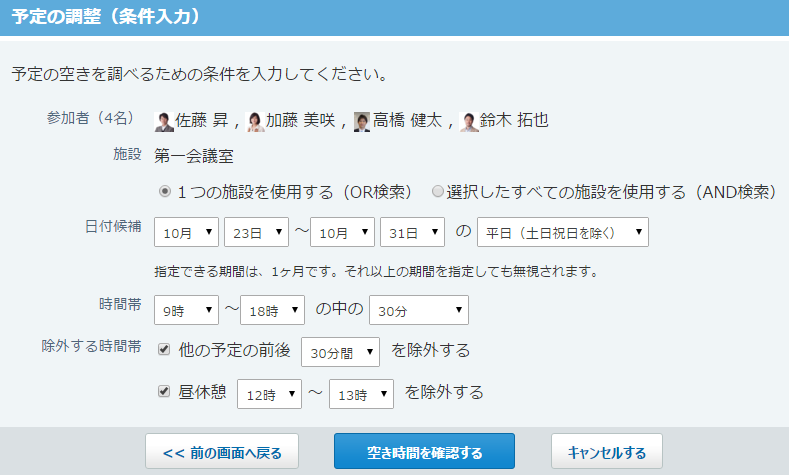 予定の調整（条件入力）
予定の空きを調べるための条件を入力してください。
参加者（4名） 佐藤 昇 , 加藤 美咲 , 高橋 健太 , 鈴木 拓也
施設 第一会議室
1つの施設を使用する（OR検索） 選択したすべての施設を使用する（AND検索）
日付候補 10月 23日 ～ 10月 31日 の 平日（土日祝日を除く）
指定できる期間は、1ヶ月です。それ以上の期間を指定しても無視されます。
時間帯 9時 ～ 18時 の中の 30分
除外する時間帯 他の予定の前後 30分間 を除外する
昼休憩 12時 ～ 13時 を除外する
<< 前の画面へ戻る 空き時間を確認する キャンセルする